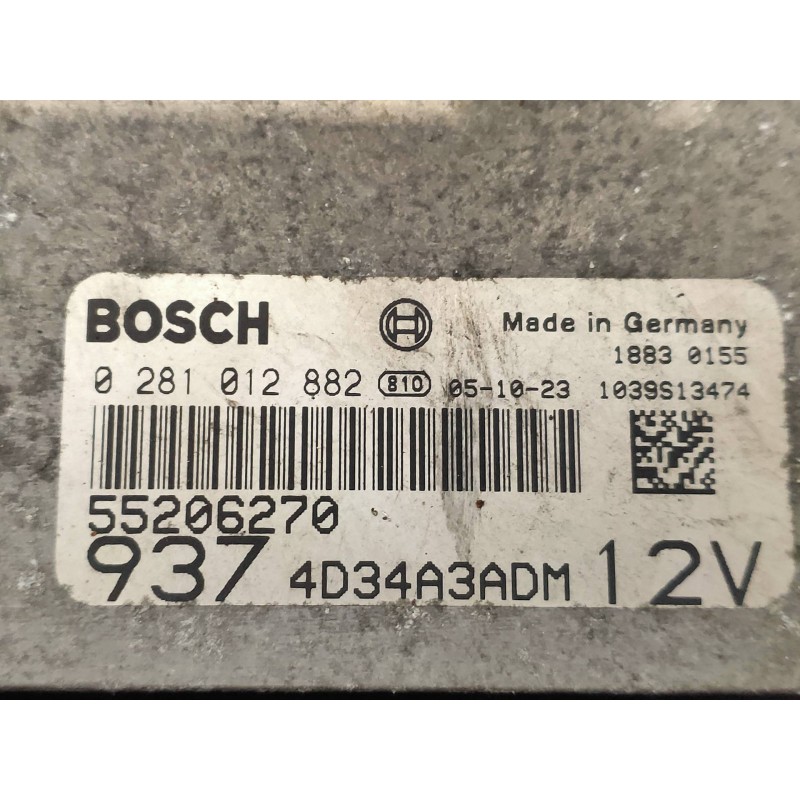 BOSCH Made in Germany
1883 0155
0 281 012 882 810 05-10-23 1039S13474
55206270
937 4D34A3ADM 12V